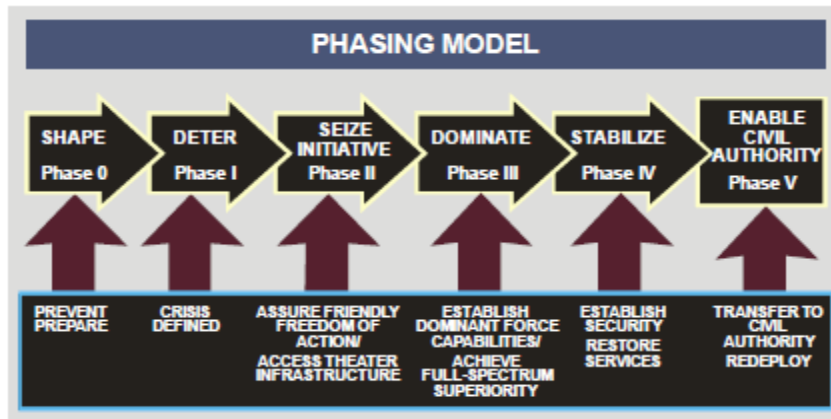 PHASING MODEL
SHAPE
Phase 0
DETER
Phase I
SEIZE
INITIATIVE
Phase II
DOMINATE
Phase III
STABILIZE
Phase IV
ENABLE
CIVIL
AUTHORITY
Phase V
PREVENT
PREPARE
CRISIS
DEFINED
ASSURE FRIENDLY
FREEDOM OF
ACTION/
ACCESS THEATER
INFRASTRUCTURE
ESTABLISH
DOMINANT FORCE
CAPABILITIES/
ACHIEVE
FULL-SPECTRUM
SUPERIORITY
ESTABLISH
SECURITY
RESTORE
SERVICES
TRANSFER TO
CIVIL
AUTHORITY
REDEPLOY